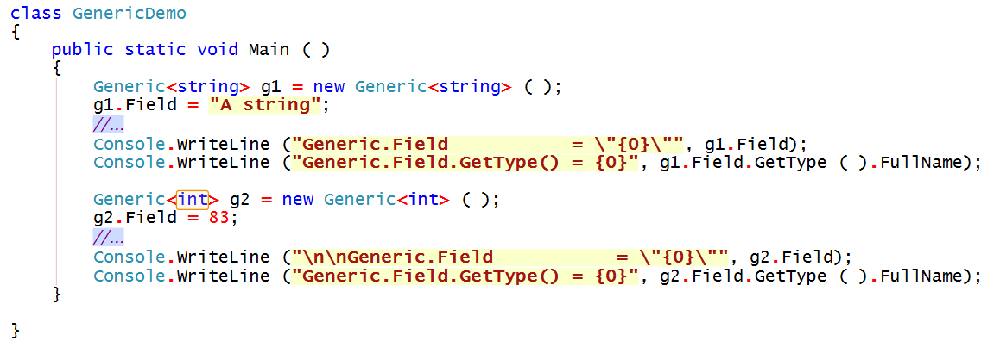 class GenericDemo
{
    public static void Main ( )
    {
        Generic<string> g1 = new Generic<string> ( );
        g1.Field = "A string";
        //...
        Console.WriteLine ("Generic.Field            = \"{0}\"", g1.Field);
        Console.WriteLine ("Generic.Field.GetType() = {0}", g1.Field.GetType ( ).FullName);

        Generic<int> g2 = new Generic<int> ( );
        g2.Field = 83;
        //...
        Console.WriteLine ("\n\nGeneric.Field            = \"{0}\"", g2.Field);
        Console.WriteLine ("Generic.Field.GetType() = {0}", g2.Field.GetType ( ).FullName);
    }

}